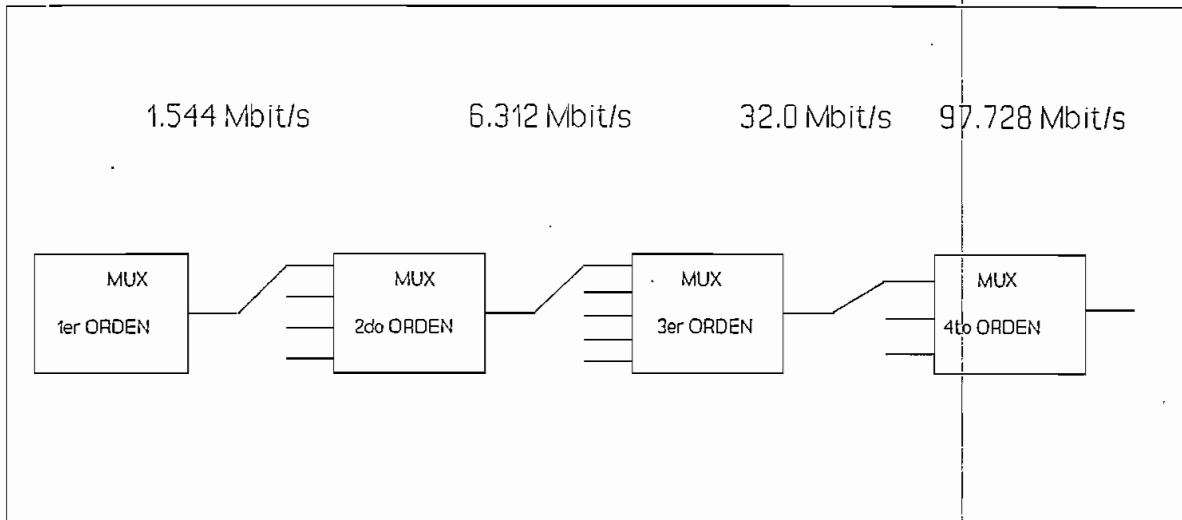 1.544 Mbit/s 6.312 Mbit/s 32.0 Mbit/s 97.728 Mbit/s
MUX
1er ORDEN
MUX
2do ORDEN
MUX
3er ORDEN
MUX
4to ORDEN